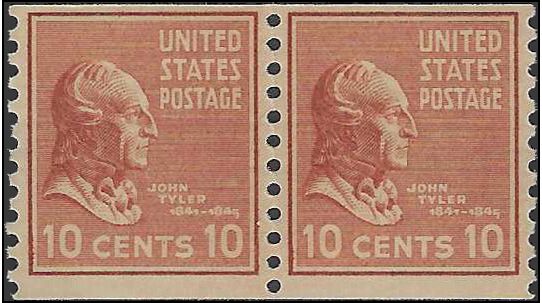 UNITED
STATES
POSTAGE
JOHN
TYLER
1841-1845
10 CENTS 10
UNITED
STATES
POSTAGE
JOHN
TYLER
1841-1845
10 CENTS 10